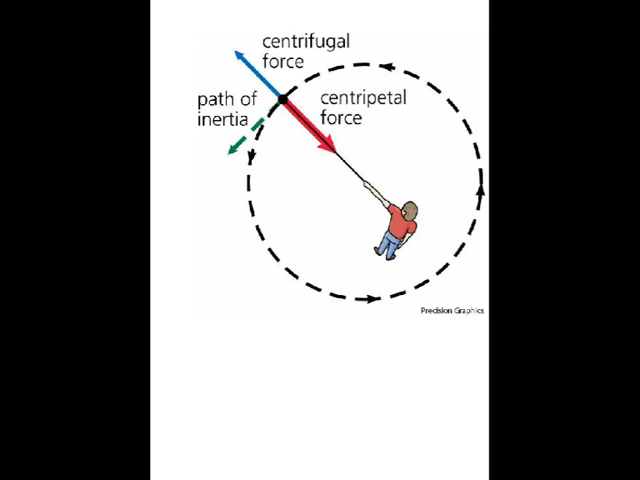 centrifugal
force
path of
inertia
centripetal
force
Precision Graphics